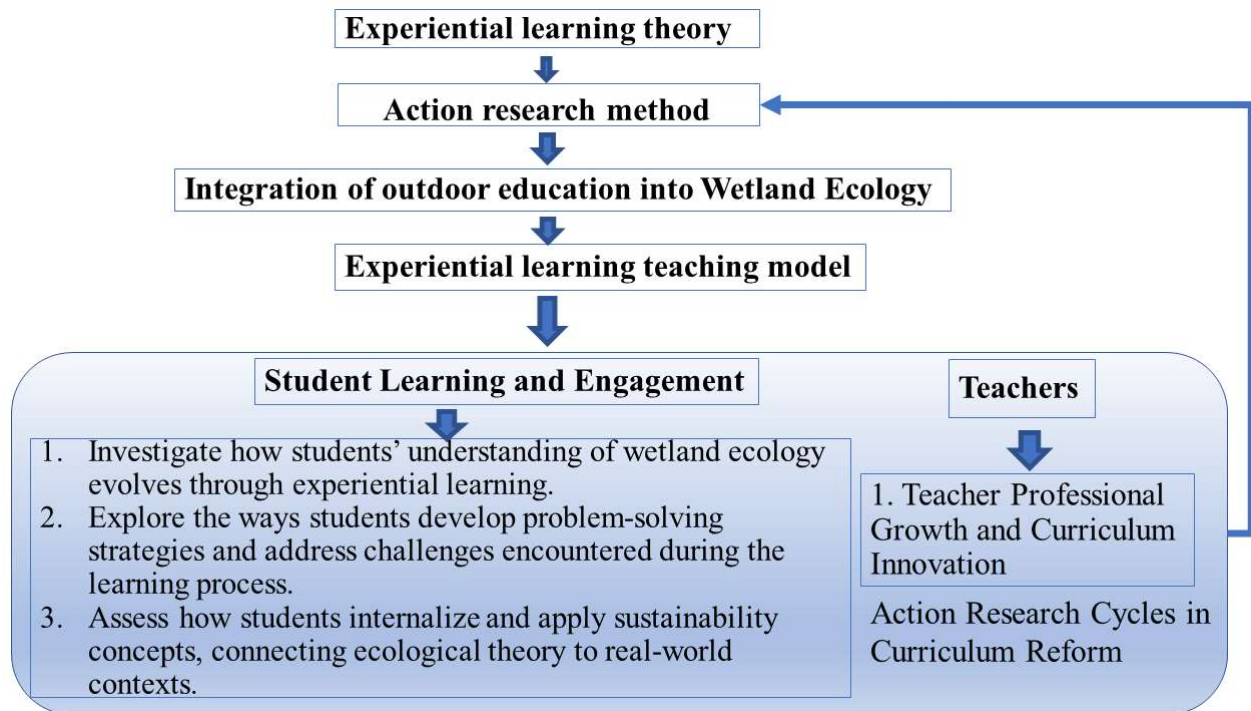 Experiential learning theory
Action research method
Integration of outdoor education into Wetland Ecology
Experiential learning teaching model
Student Learning and Engagement
1. Investigate how students’ understanding of wetland ecology
evolves through experiential learning.
2. Explore the ways students develop problem-solving
strategies and address challenges encountered during the
learning process.
3. Assess how students internalize and apply sustainability
concepts, connecting ecological theory to real-world
contexts.
Teachers
1. Teacher Professional
Growth and Curriculum
Innovation
Action Research Cycles in
Curriculum Reform